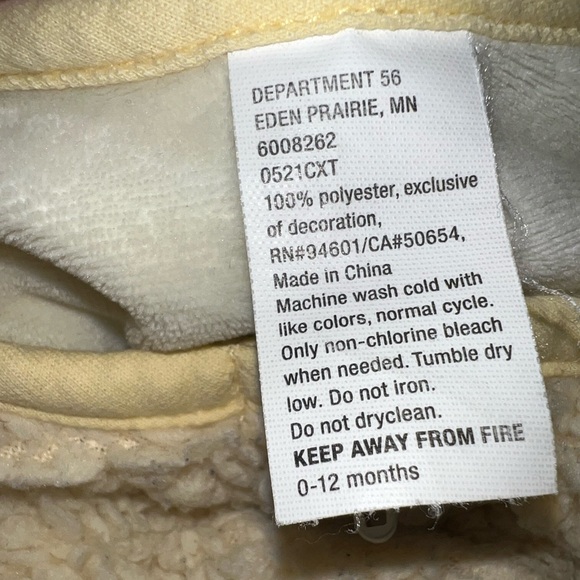 DEPARTMENT 56
EDEN PRAIRIE, MN
6008262
0521CXT
100% polyester, exclusive
of decoration,
RN#94601/CA#50654,
Made in China
Machine wash cold with
like colors, normal cycle.
Only non-chlorine bleach
when needed. Tumble dry
low. Do not iron.
Do not dryclean.
KEEP AWAY FROM FIRE
0-12 months